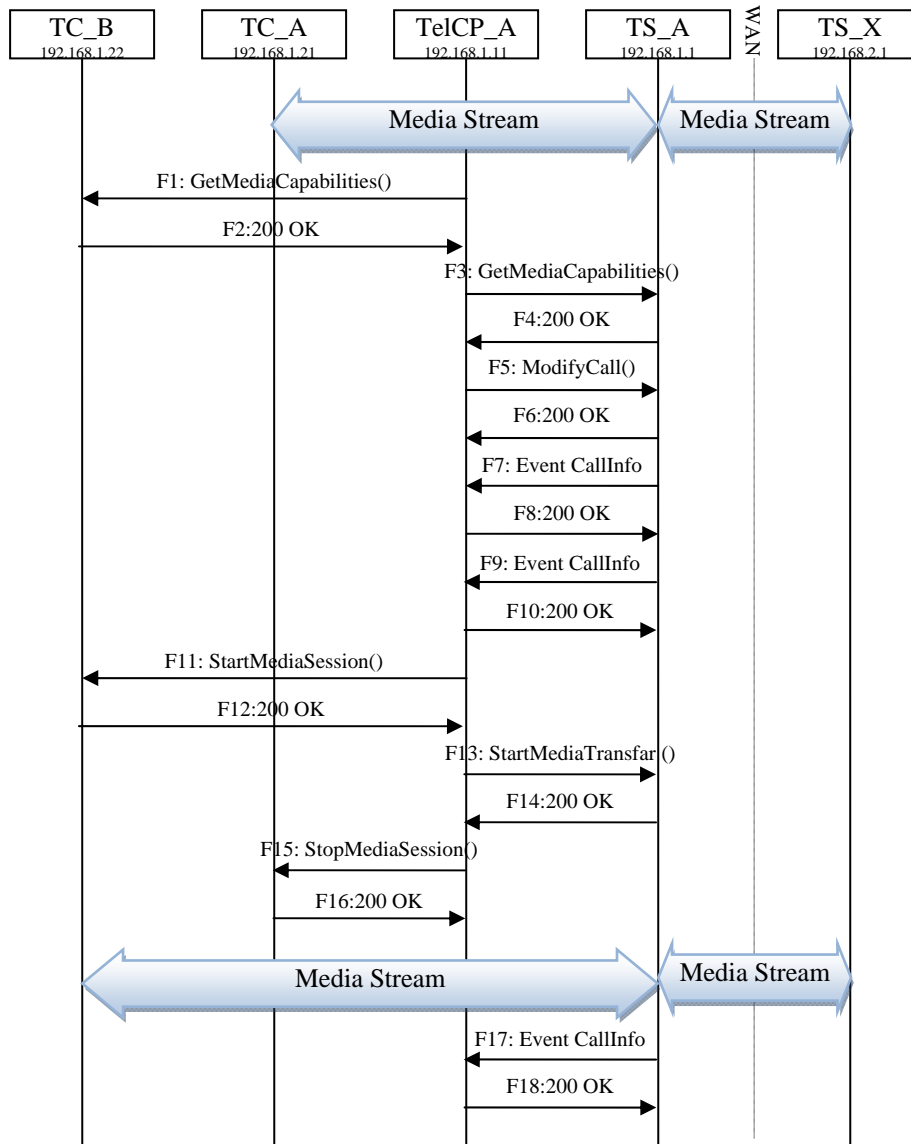 TC_B
192.168.1.22
TC_A
192.168.1.21
TelCP_A
192.168.1.11
TS_A
192.168.1.1
WAN
TS_X
192.168.2.1
Media Stream
Media Stream
F1: GetMediaCapabilities()
F2:200 OK
F3: GetMediaCapabilities()
F4:200 OK
F5: ModifyCall()
F6:200 OK
F7: Event CallInfo
F8:200 OK
F9: Event CallInfo
F10:200 OK
F11: StartMediaSession()
F12:200 OK
F13: StartMediaTransfar ()
F14:200 OK
F15: StopMediaSession()
F16:200 OK
Media Stream
Media Stream
F17: Event CallInfo
F18:200 OK